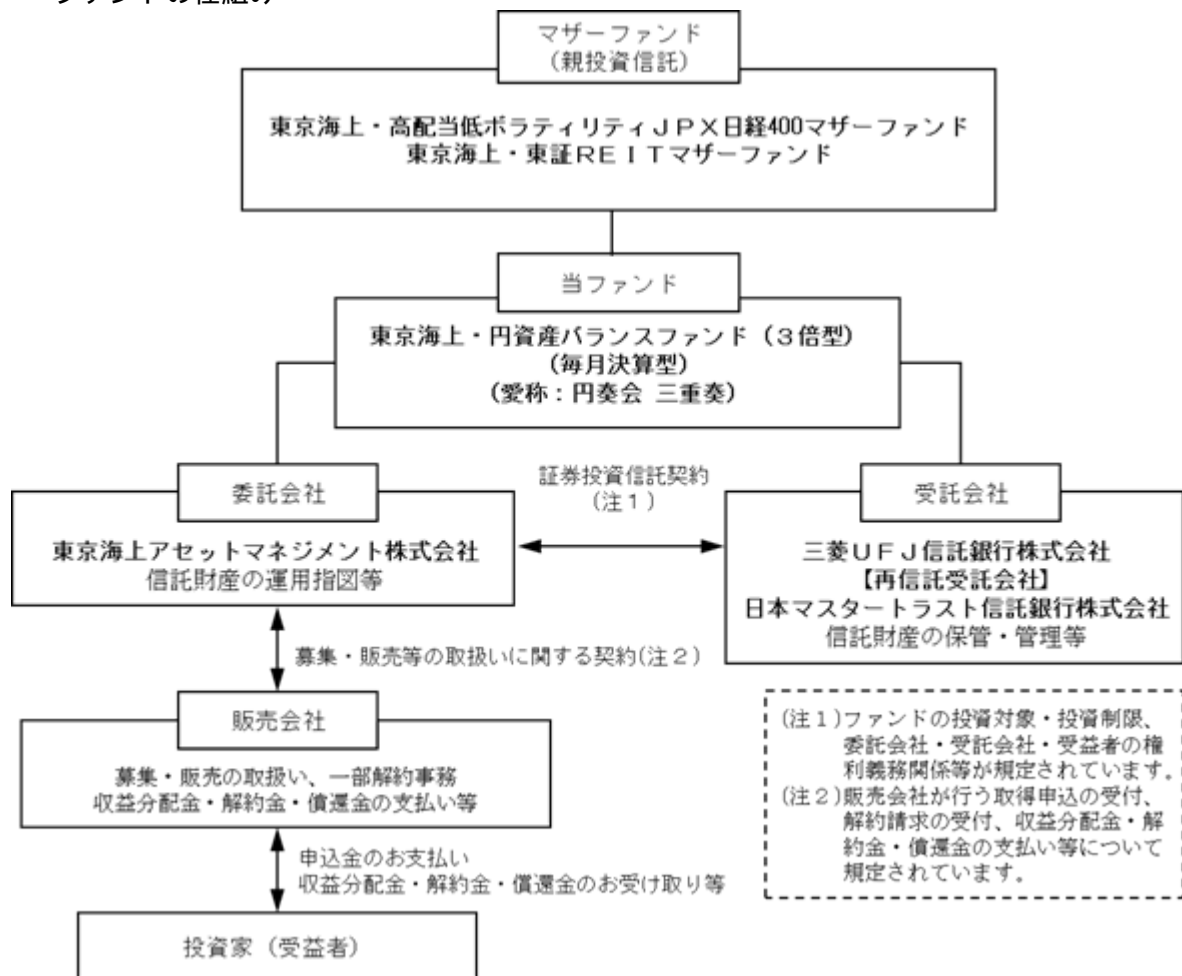 ファンドの仕組み
マザーファンド
(親投資信託)
東京海上・高配当低ボラティリティJPX日経400マザーファンド
東京海上・東証REITマザーファンド
当ファンド
東京海上・円資産バランスファンド(3倍型)
(毎月決算型)
(愛称:円奏会 三重奏)
委託会社
東京海上アセットマネジメント株式会社
信託財産の運用指図等
証券投資信託契約
(注1)
受託会社
三菱UFJ信託銀行株式会社
【再信託受託会社】
日本マスタートラスト信託銀行株式会社
信託財産の保管・管理等
募集・販売等の取扱いに関する契約(注2)
販売会社
募集・販売の取扱い、一部解約事務
収益分配金・解約金・償還金の支払い等
(注1)ファンドの投資対象・投資制限、
委託会社・受託会社・受益者の権
利義務関係等が規定されています。
(注2)販売会社が行う取得申込の受付、
解約請求の受付、収益分配金・解
約金・償還金の支払い等について
規定されています。
申込金のお支払い
収益分配金・解約金・償還金のお受け取り等
投資家(受益者)